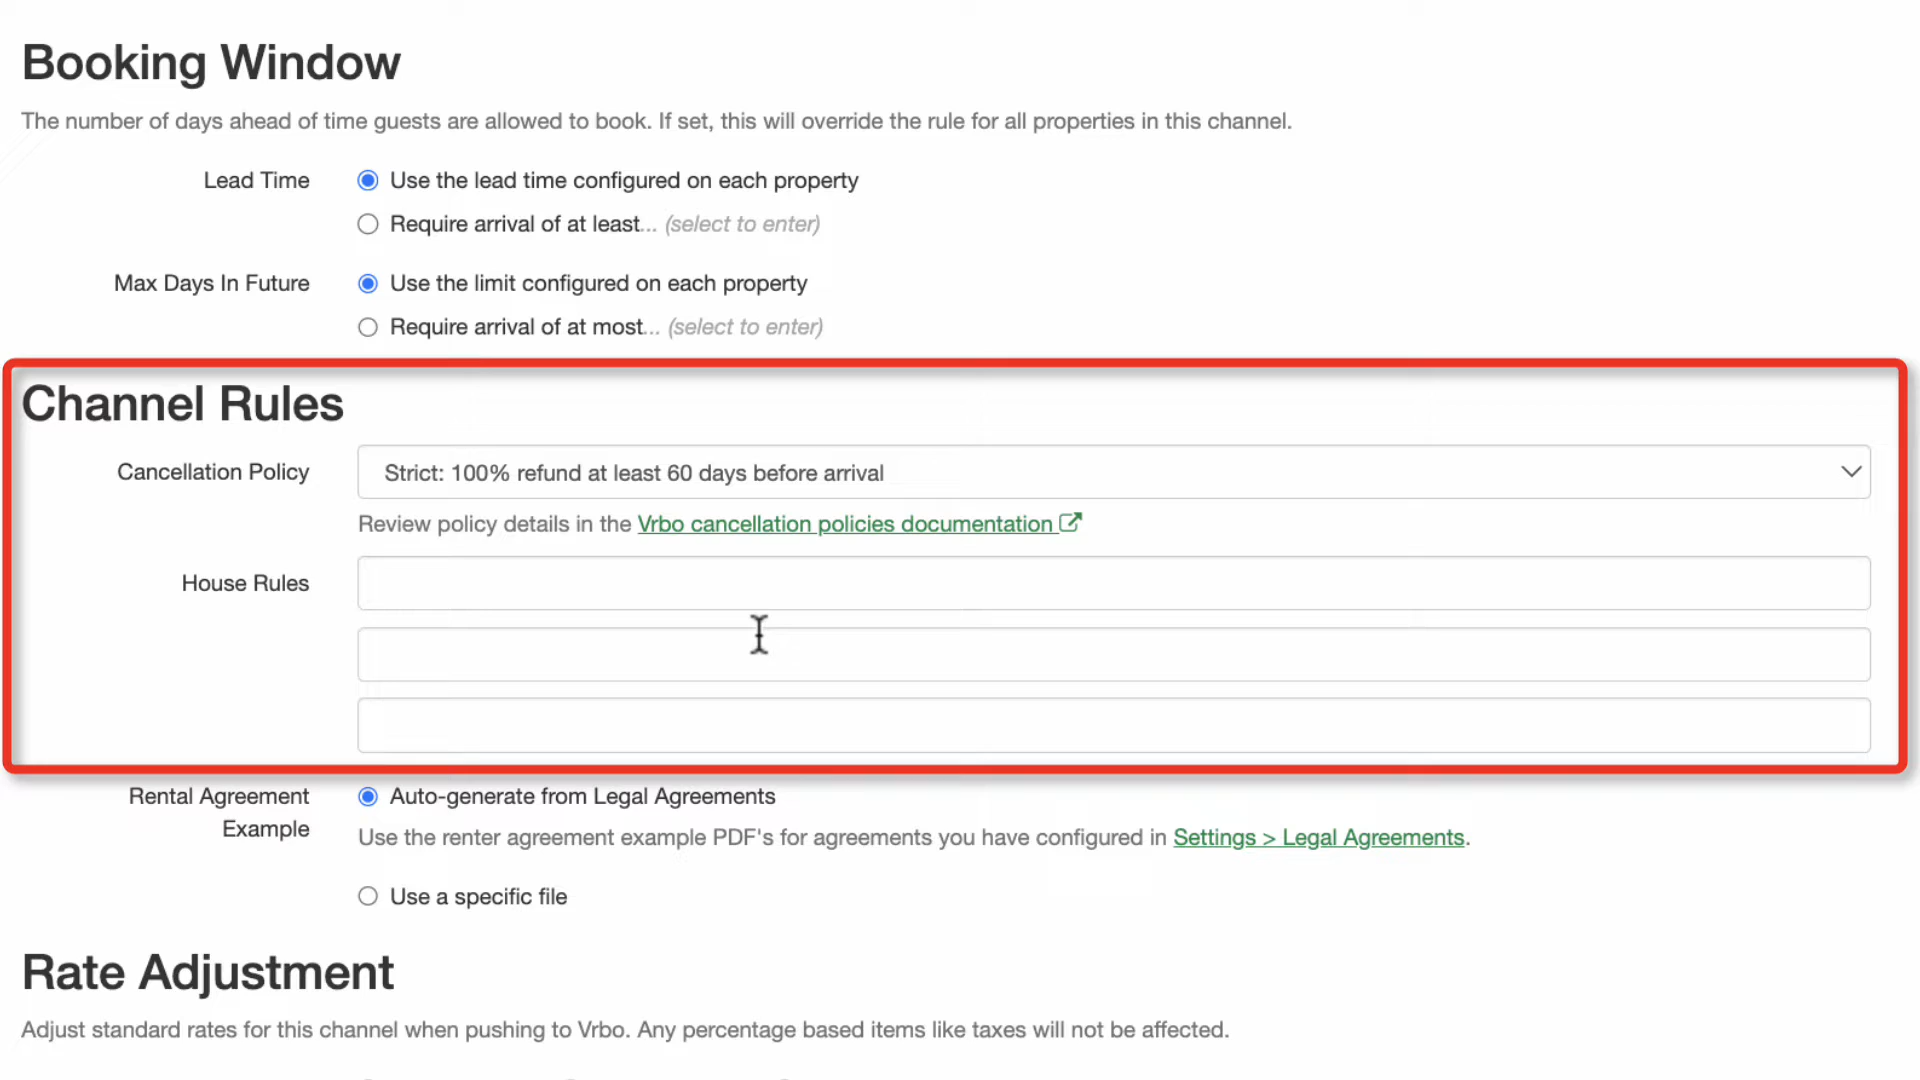 Booking Window
The number of days ahead of time guests are allowed to book. If set, this will override the rule for all properties in this channel.
Lead Time
Use the lead time configured on each property
Require arrival of at least... (select to enter)
Max Days In Future
Use the limit configured on each property
Require arrival of at most... (select to enter)
Channel Rules
Cancellation Policy
Strict: 100% refund at least 60 days before arrival
Review policy details in the Vrbo cancellation policies documentation
House Rules
Rental Agreement
Example
Auto-generate from Legal Agreements
Use the renter agreement example PDF's for agreements you have configured in Settings > Legal Agreements.
Use a specific file
Rate Adjustment
Adjust standard rates for this channel when pushing to Vrbo. Any percentage based items like taxes will not be affected.